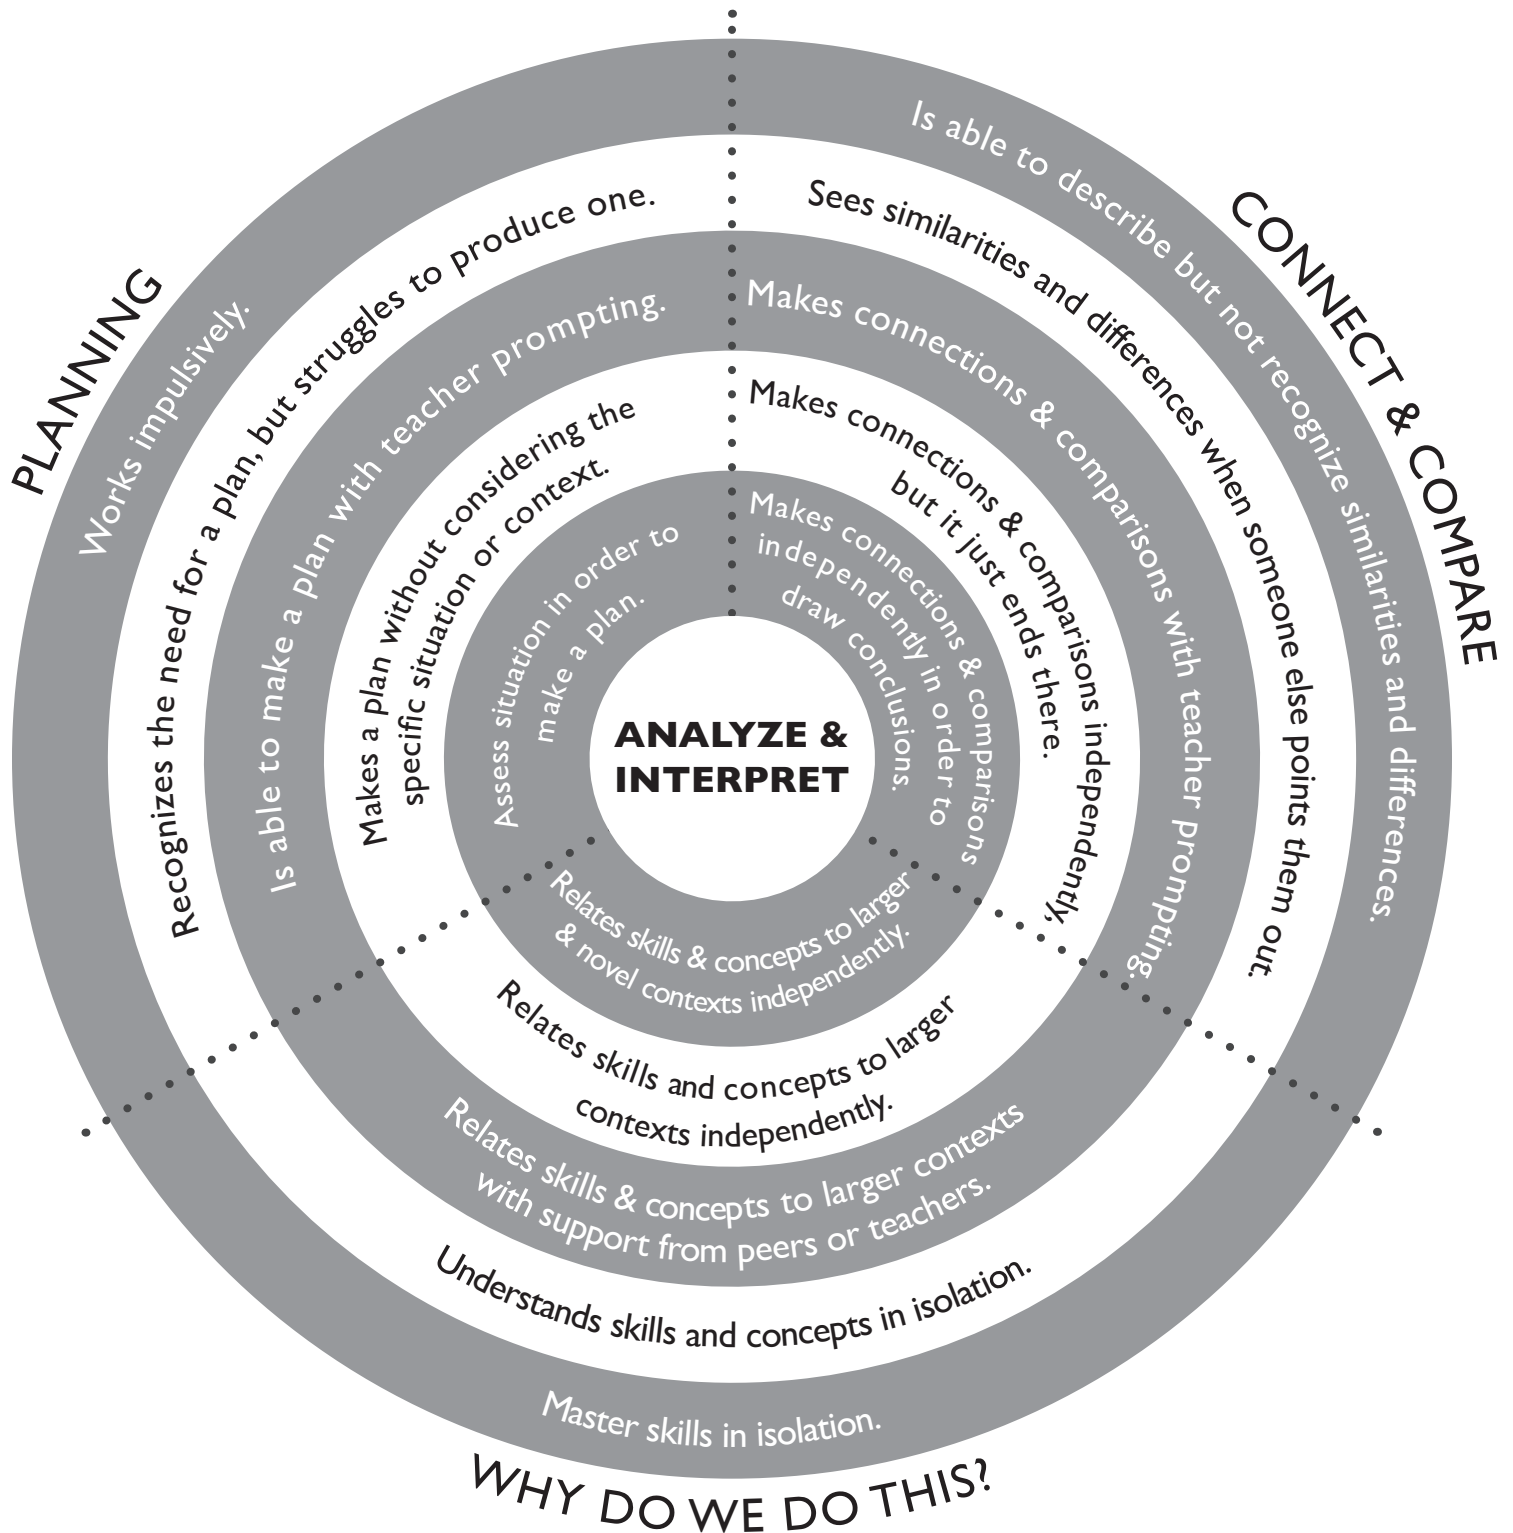 PLANNING
Works impulsively.
Recognizes the need for a plan, but struggles to produce one.
Is able to make a plan with teacher prompting.
Makes a plan without considering the
specific situation or context.
Assess situation in order to
make a plan.
CONNECT & COMPARE
Is able to describe but not recognize similarities and differences.
Sees similarities and differences when someone else points them out.
Makes connections & comparisons with teacher prompting.
Makes connections & comparisons independently,
but it just ends there.
Makes connections & comparisons
independently in order to
draw conclusions.
ANALYZE &
INTERPRET
Relates skills & concepts to larger
& novel contexts independently.
Relates skills and concepts to larger
contexts independently.
Relates skills & concepts to larger contexts
with support from peers or teachers.
Understands skills and concepts in isolation.
Master skills in isolation.
WHY DO WE DO THIS?